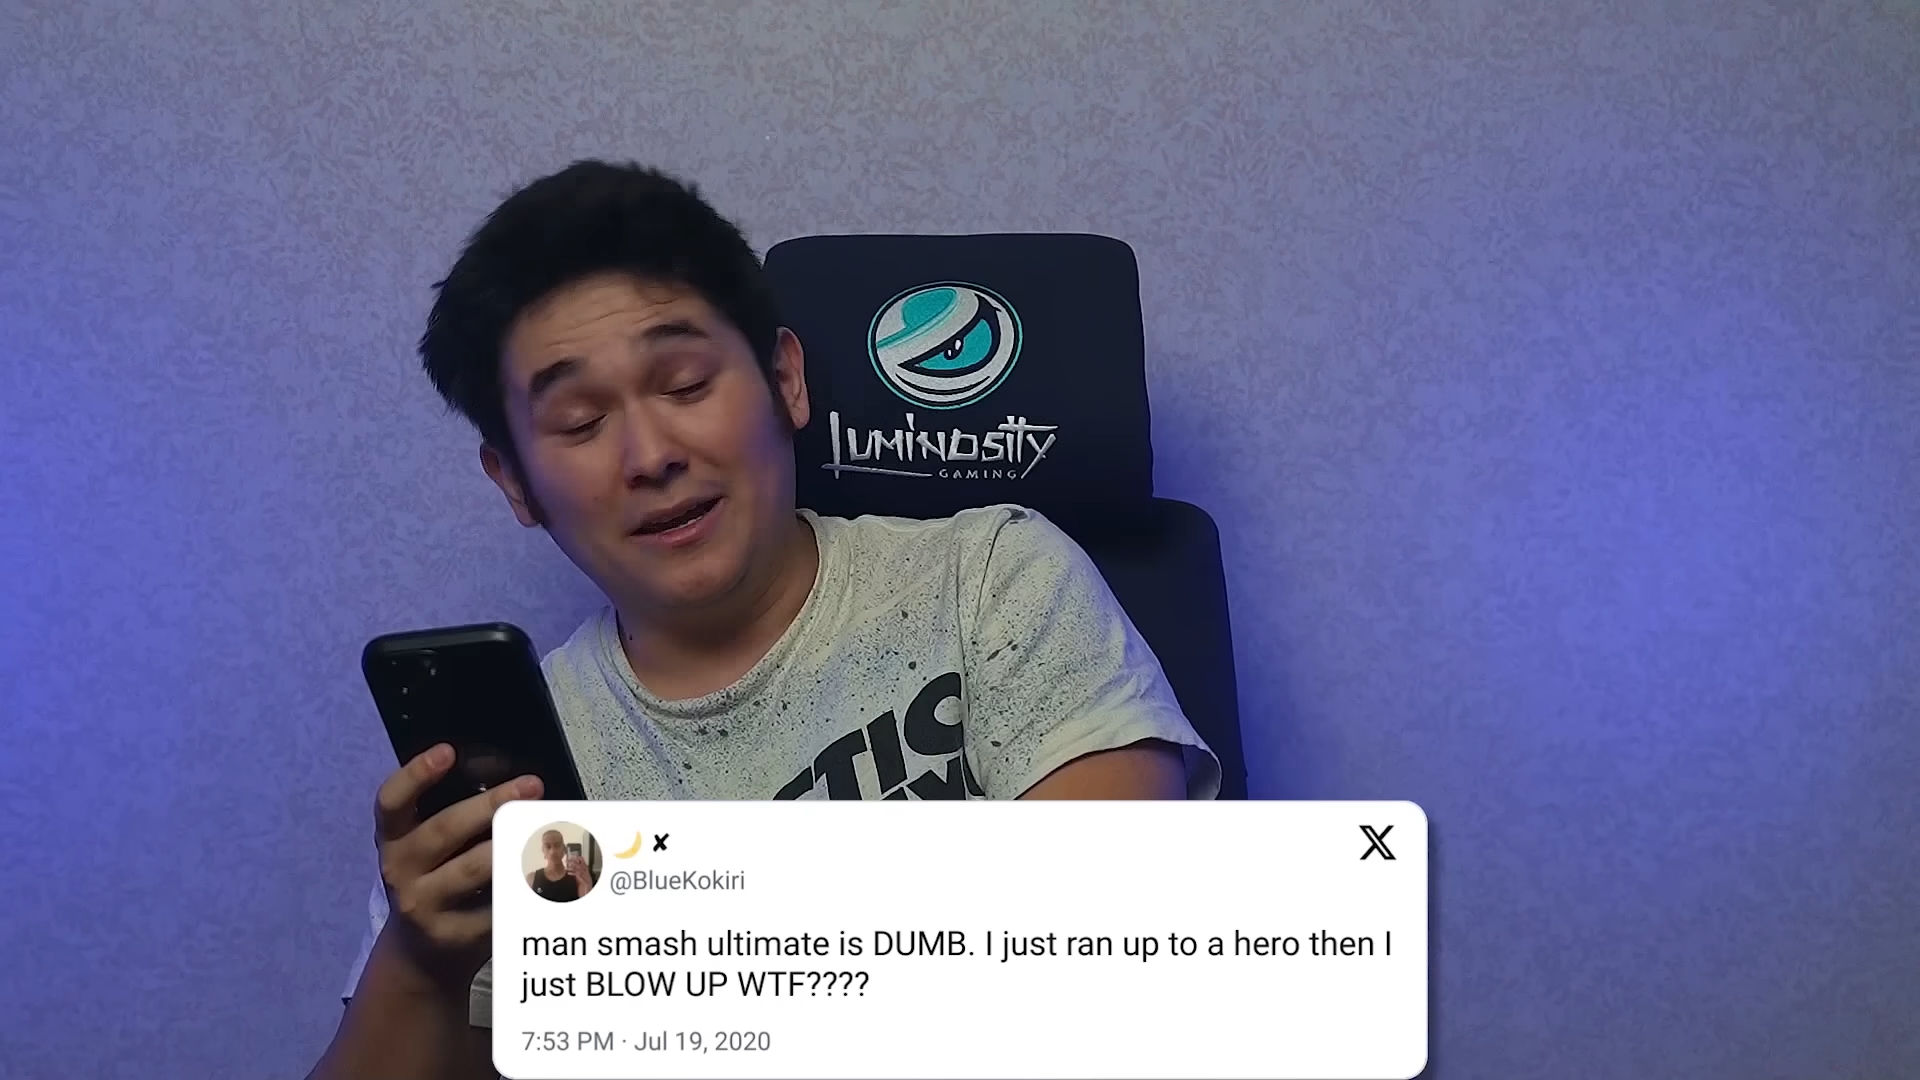 LUMINOSITY
GAMING
🌙 ✘
@BlueKokiri
man smash ultimate is DUMB. I just ran up to a hero then I
just BLOW UP WTF????
7:53 PM · Jul 19, 2020